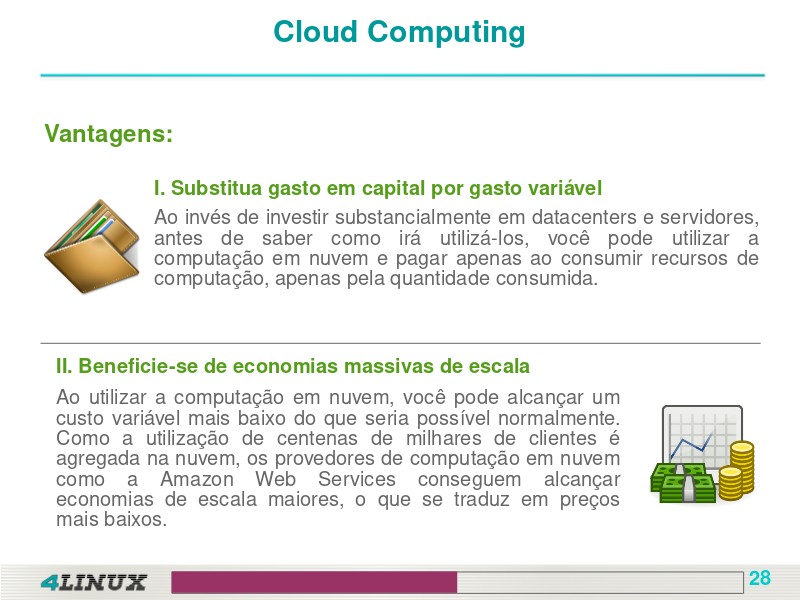 Cloud Computing
Vantagens:
I. Substitua gasto em capital por gasto variável
Ao invés de investir substancialmente em datacenters e servidores,
antes de saber como irá utilizá-los, você pode utilizar a
computação em nuvem e pagar apenas ao consumir recursos de
computação, apenas pela quantidade consumida.
II. Beneficie-se de economias massivas de escala
Ao utilizar a computação em nuvem, você pode alcançar um
custo variável mais baixo do que seria possível normalmente.
Como a utilização de centenas de milhares de clientes é
agregada na nuvem, os provedores de computação em nuvem
como a Amazon Web Services conseguem alcançar
economias de escala maiores, o que se traduz em preços
mais baixos.
4LINUX
28